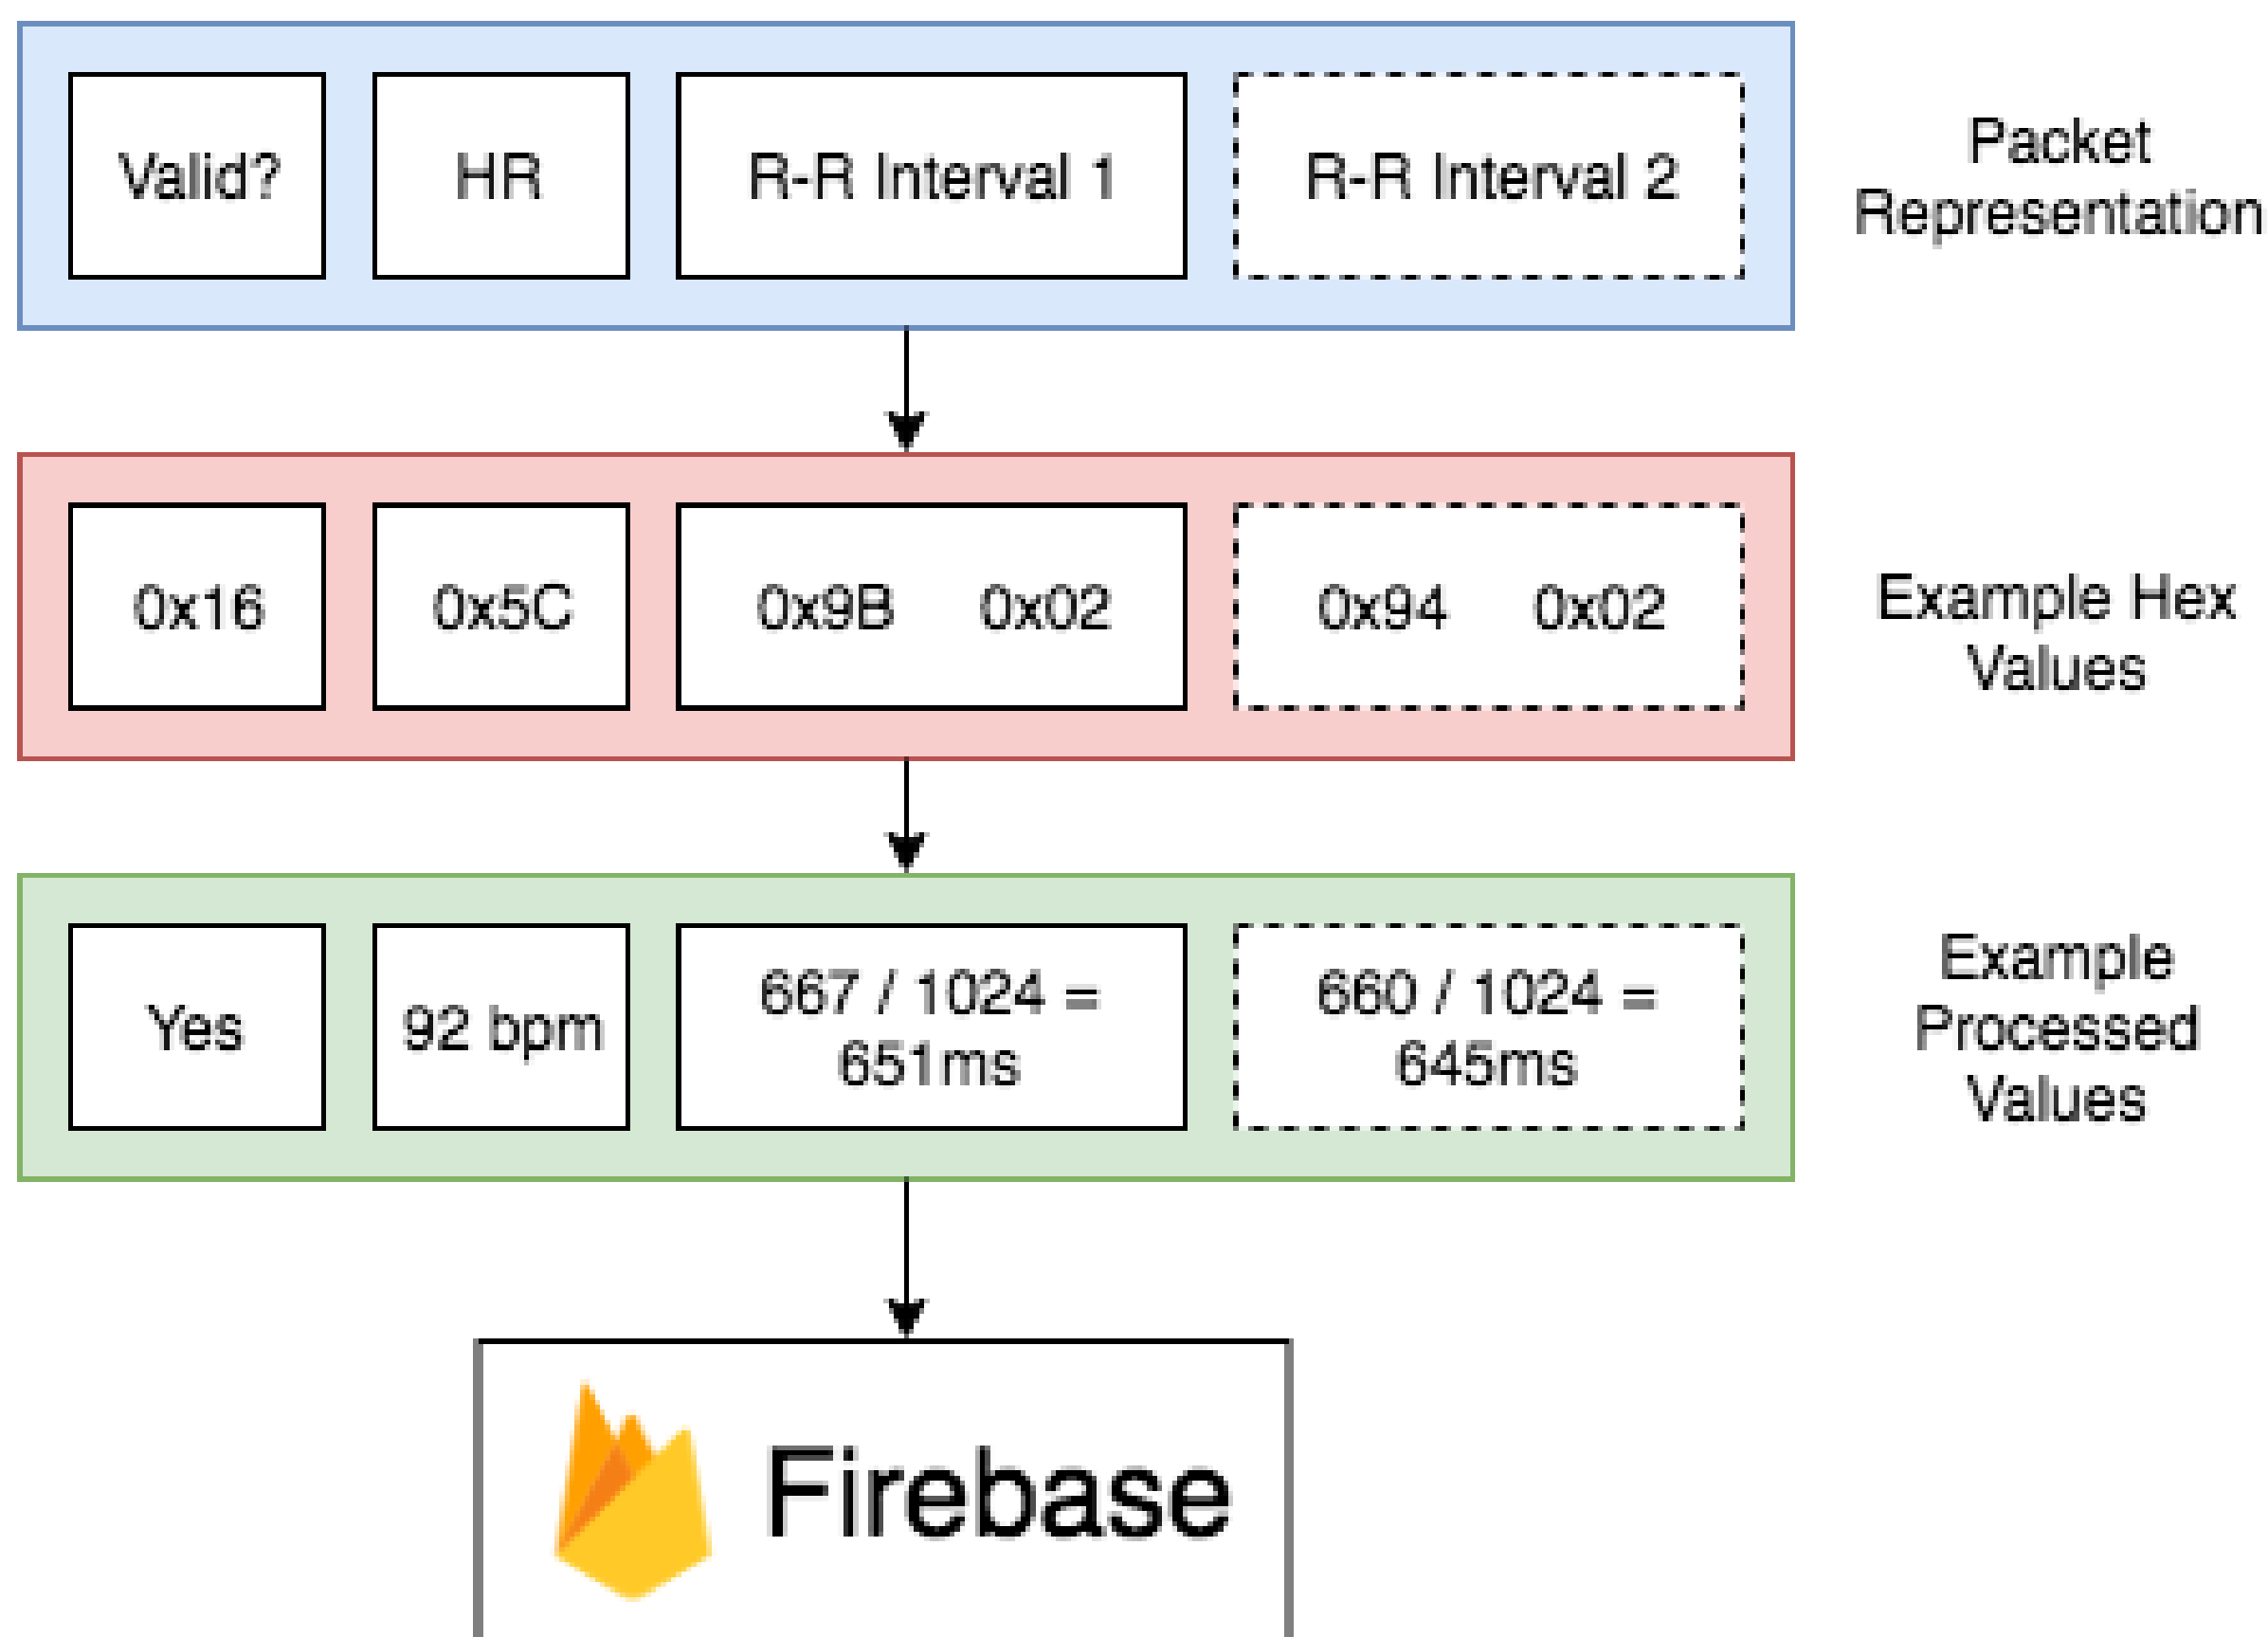 Valid?
HR
R-R Interval 1
R-R Interval 2
Packet
Representation
0x16
0x5C
0x9B 0x02
0x94 0x02
Example Hex
Values
Yes
92 bpm
667 / 1024 =
651ms
660 / 1024 =
645ms
Example
Processed
Values
Firebase